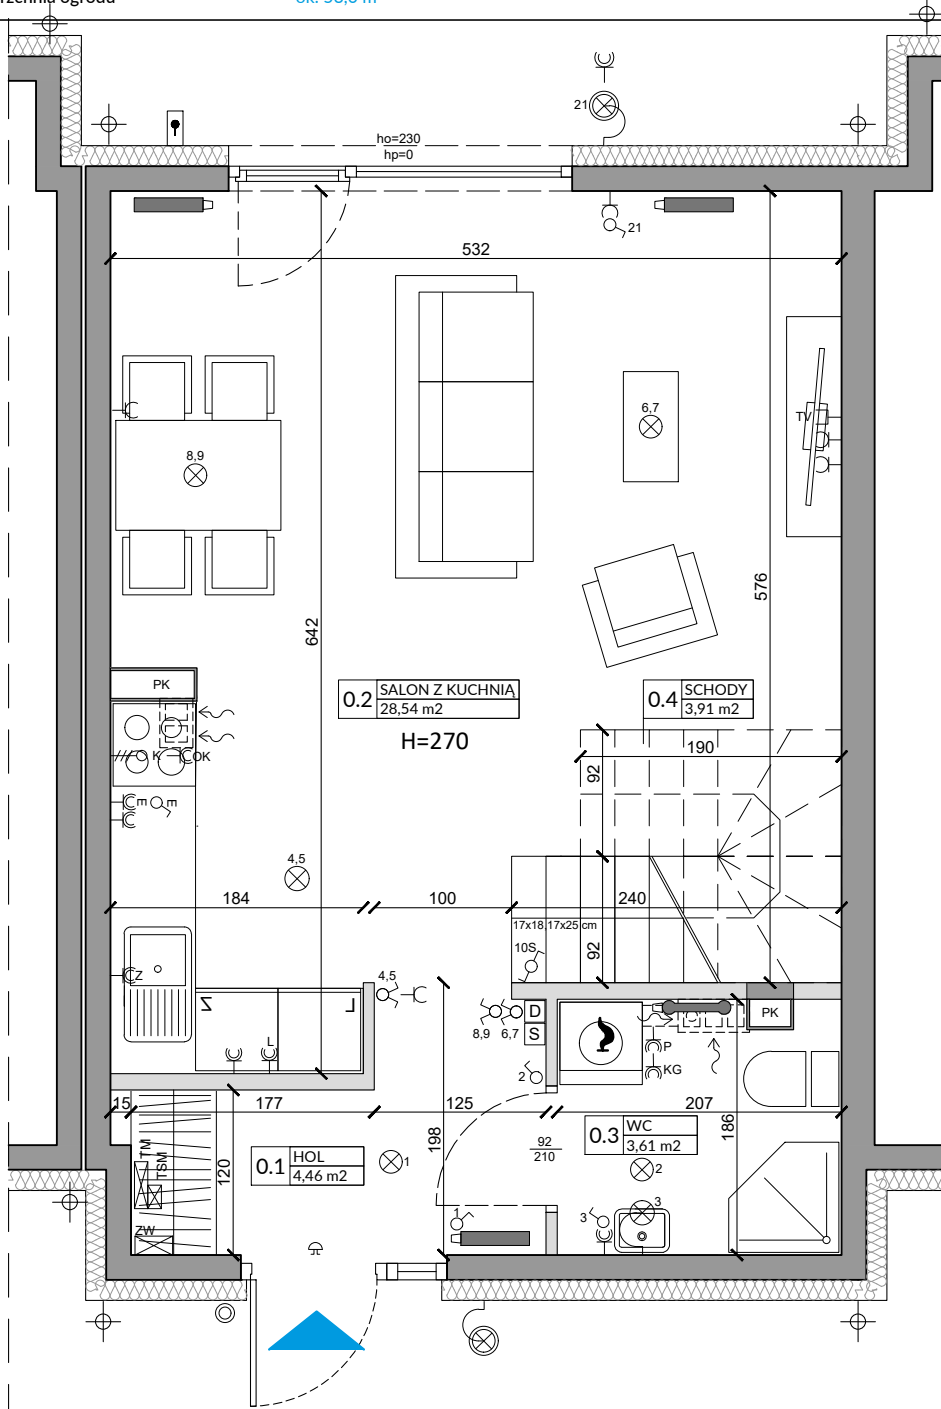 ok.
ho=230
hp=0
21
21
532
6,7
TV
8,9
576
642
PK
0.2 SALON Z KUCHNIĄ
28,54 m2
H=270
0.4 SCHODY
3,91 m2
190
92
K
OK
E
E
4,5
184
100
240
17x18,17x25 cm
10S
92
Z
4,5
Z
L
L
8,9
6,7
D
S
PK
P
KG
2
15
177
125
207
186
198
92
210
0.3 WC
3,61 m2
2
TM
TSM
120
0.1 HOL
4,46 m2
1
3
3
1
ZW